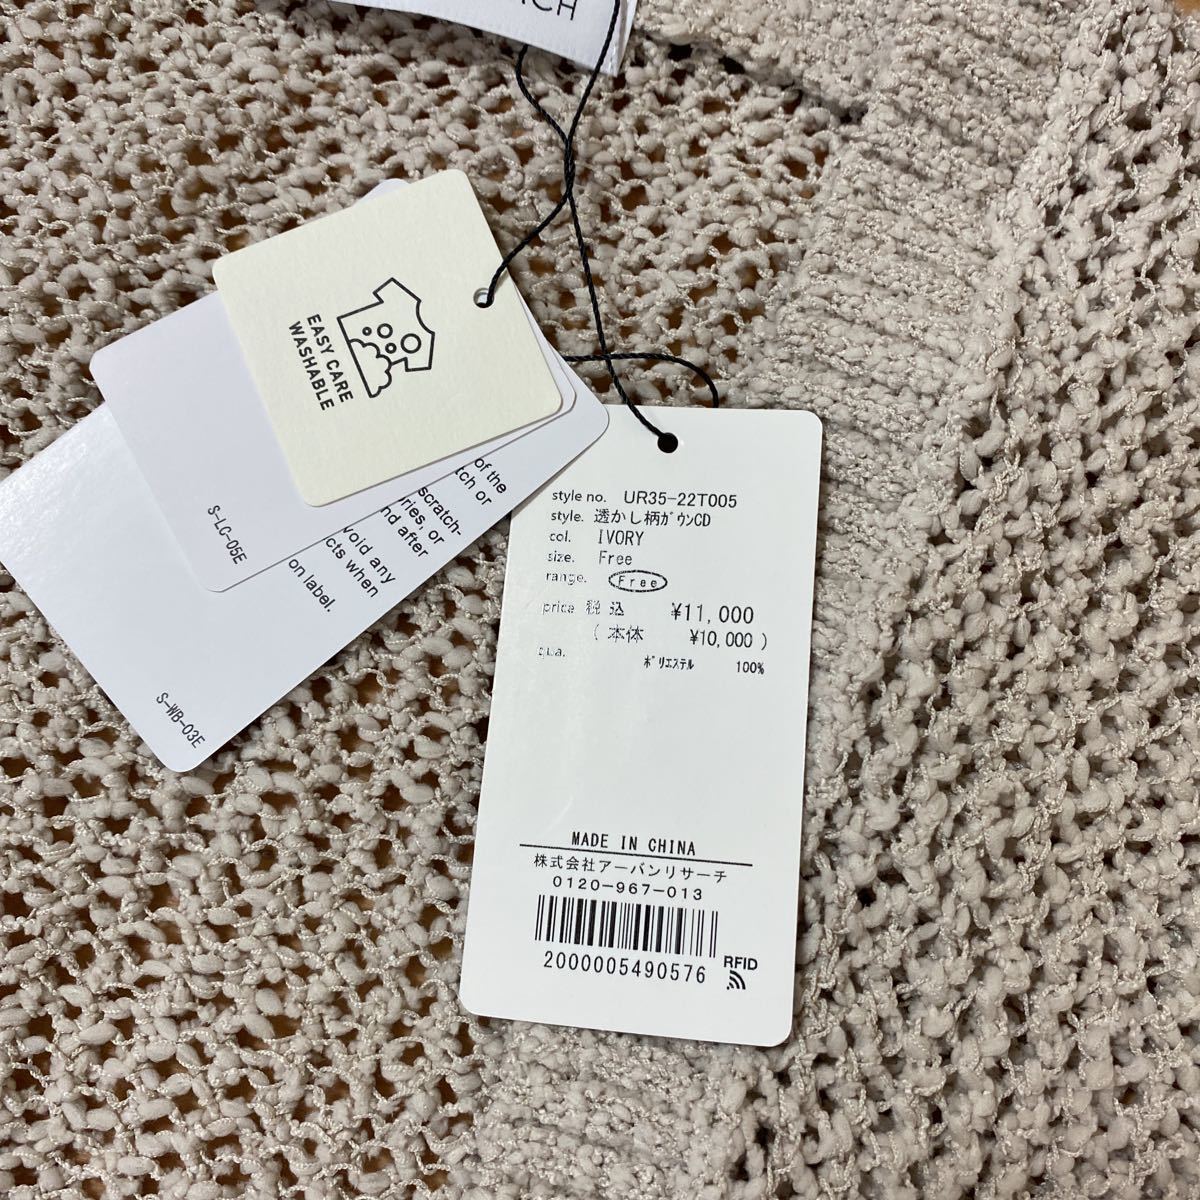 EASY CARE
WASHABLE
S-LC-05E
of the
tch or
scratch-
ries, or
nd after
void any
cts when
on label.
S-WB-03E
style no. UR35-22T005
style. 透かし柄ｶﾞｳﾝCD
col. IVORY
size. Free
range. Free
price 税込 ¥11,000
( 本体 ¥10,000 )
qua. ﾎﾟﾘｴｽﾃﾙ 100%
MADE IN CHINA
株式会社アーバンリサーチ
0120-967-013
2000005490576
RFID